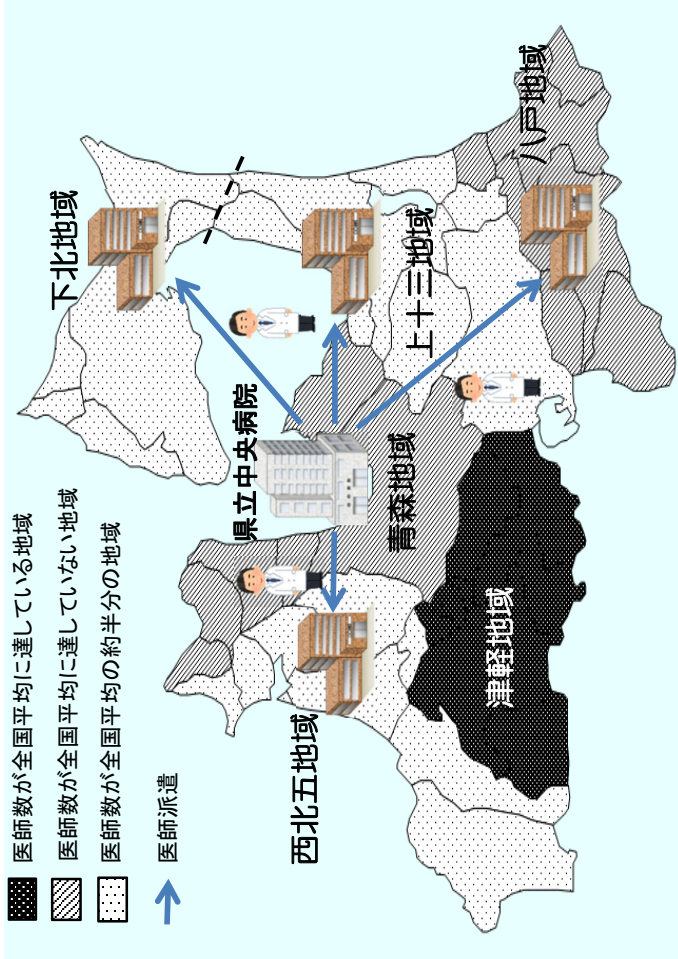 医師数が全国平均に達している地域
医師数が全国平均に達していない地域
医師数が全国平均の約半分の地域
医師派遣
下北地域
県立中央病院
西北五地域
青森地域
上十三地域
津軽地域
八戸地域